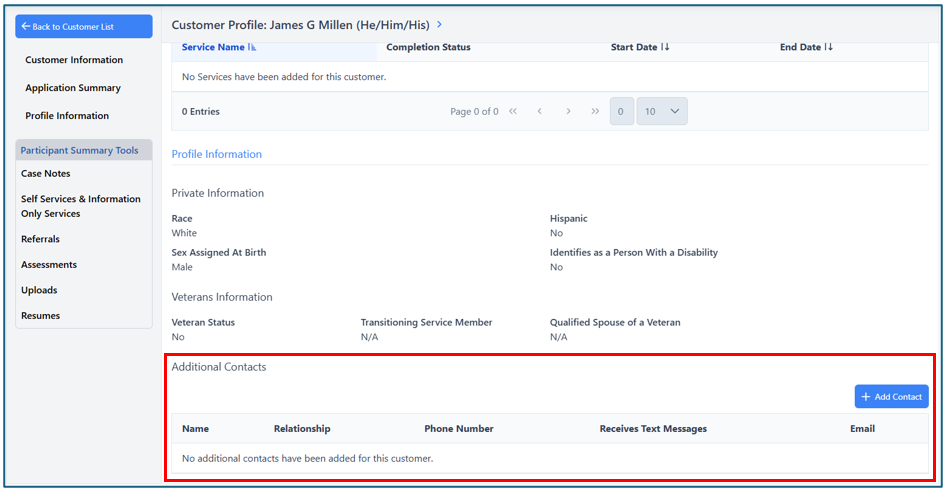 Back to Customer List
Customer Information
Application Summary
Profile Information
Participant Summary Tools
Case Notes
Self Services & Information
Only Services
Referrals
Assessments
Uploads
Resumes
Customer Profile: James G Millen (He/Him/His)
Service Name Completion Status Start Date End Date
No Services have been added for this customer.
0 Entries Page 0 of 0 0 10
Profile Information
Private Information
Race Hispanic
White No
Sex Assigned At Birth Identifies as a Person With a Disability
Male No
Veterans Information
Veteran Status Transitioning Service Member Qualified Spouse of a Veteran
No N/A N/A
Additional Contacts
+ Add Contact
Name Relationship Phone Number Receives Text Messages Email
No additional contacts have been added for this customer.